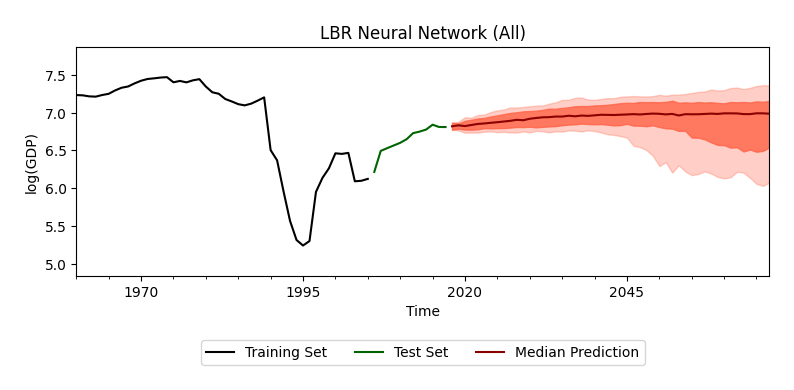 LBR Neural Network (All)
log(GDP)
7.5
7.0
6.5
6.0
5.5
5.0
1970 1995 2020 2045
Time
Training Set Test Set Median Prediction